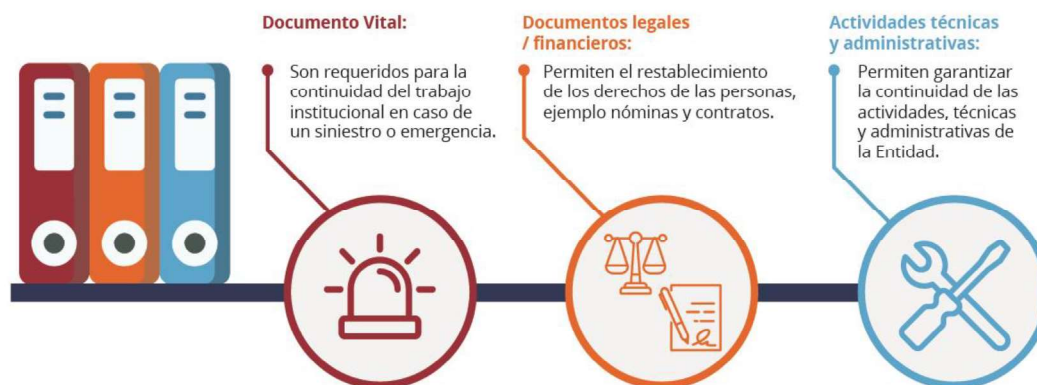 Documento Vital:
Son requeridos para la
continuidad del trabajo
institucional en caso de
un siniestro o emergencia.
Documentos legales
/ financieros:
Permiten el restablecimiento
de los derechos de las personas,
ejemplo nóminas y contratos.
Actividades técnicas
y administrativas:
Permiten garantizar
la continuidad de las
actividades, técnicas
y administrativas de
la Entidad.